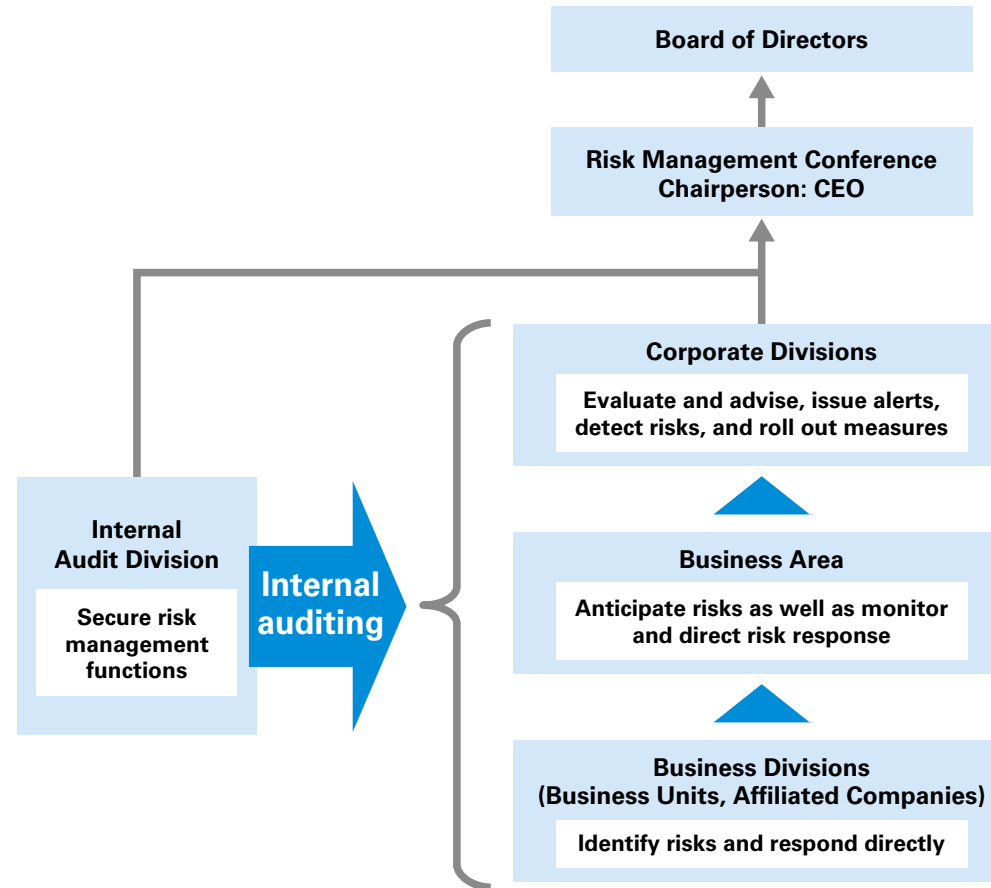 Board of Directors
Risk Management Conference
Chairperson: CEO
Corporate Divisions
Evaluate and advise, issue alerts,
detect risks, and roll out measures
Internal
Audit Division
Secure risk
management
functions
Internal
auditing
Business Area
Anticipate risks as well as monitor
and direct risk response
Business Divisions
(Business Units, Affiliated Companies)
Identify risks and respond directly